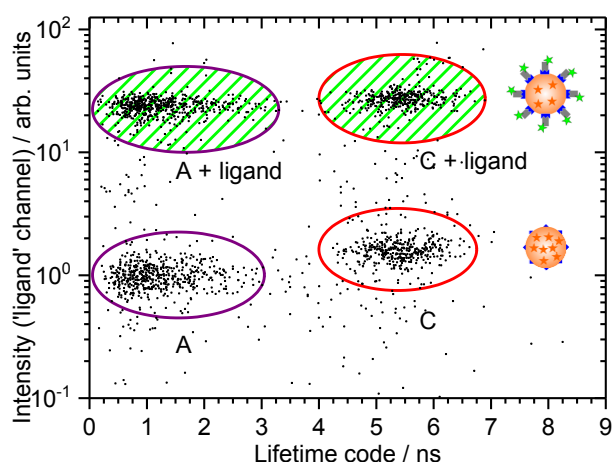 Intensity ('ligand' channel) / arb. units
10²
10¹
10⁰
10⁻¹
A + ligand
C + ligand
A
C
0 1 2 3 4 5 6 7 8 9
Lifetime code / ns